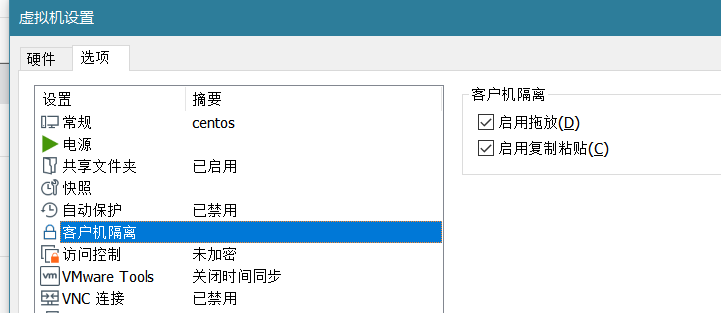 虚拟机设置
硬件 选项
设置 摘要
常规 centos
电源
共享文件夹 已启用
快照
自动保护 已禁用
客户机隔离
访问控制 未加密
vm VMware Tools 关闭时间同步
VNC 连接 已禁用
客户机隔离
启用拖放(D)
启用复制粘贴(C)